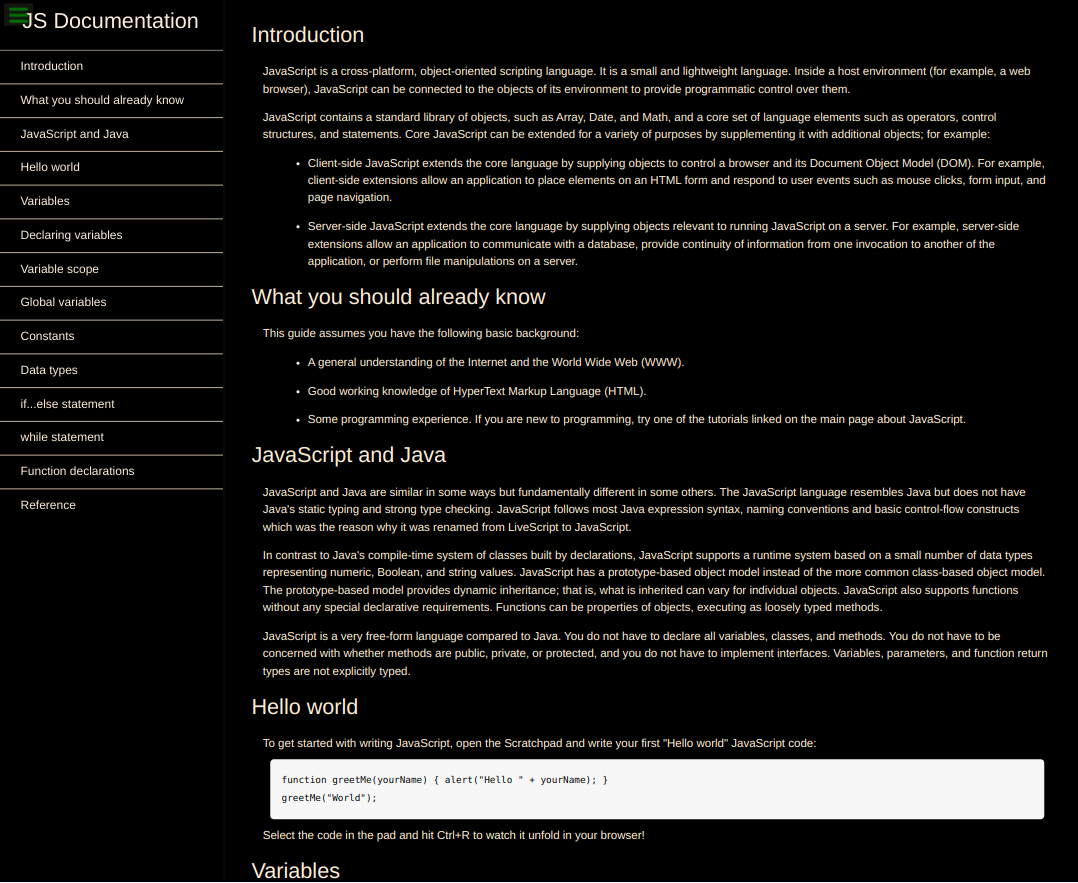 JS Documentation
Introduction
What you should already know
JavaScript and Java
Hello world
Variables
Declaring variables
Variable scope
Global variables
Constants
Data types
if...else statement
while statement
Function declarations
Reference
Introduction
JavaScript is a cross-platform, object-oriented scripting language. It is a small and lightweight language. Inside a host environment (for example, a web
browser), JavaScript can be connected to the objects of its environment to provide programmatic control over them.
JavaScript contains a standard library of objects, such as Array, Date, and Math, and a core set of language elements such as operators, control
structures, and statements. Core JavaScript can be extended for a variety of purposes by supplementing it with additional objects; for example:
• Client-side JavaScript extends the core language by supplying objects to control a browser and its Document Object Model (DOM). For example,
client-side extensions allow an application to place elements on an HTML form and respond to user events such as mouse clicks, form input, and
page navigation.
• Server-side JavaScript extends the core language by supplying objects relevant to running JavaScript on a server. For example, server-side
extensions allow an application to communicate with a database, provide continuity of information from one invocation to another of the
application, or perform file manipulations on a server.
What you should already know
This guide assumes you have the following basic background:
• A general understanding of the Internet and the World Wide Web (WWW).
• Good working knowledge of HyperText Markup Language (HTML).
• Some programming experience. If you are new to programming, try one of the tutorials linked on the main page about JavaScript.
JavaScript and Java
JavaScript and Java are similar in some ways but fundamentally different in some others. The JavaScript language resembles Java but does not have
Java's static typing and strong type checking. JavaScript follows most Java expression syntax, naming conventions and basic control-flow constructs
which was the reason why it was renamed from LiveScript to JavaScript.
In contrast to Java's compile-time system of classes built by declarations, JavaScript supports a runtime system based on a small number of data types
representing numeric, Boolean, and string values. JavaScript has a prototype-based object model instead of the more common class-based object model.
The prototype-based model provides dynamic inheritance; that is, what is inherited can vary for individual objects. JavaScript also supports functions
without any special declarative requirements. Functions can be properties of objects, executing as loosely typed methods.
JavaScript is a very free-form language compared to Java. You do not have to declare all variables, classes, and methods. You do not have to be
concerned with whether methods are public, private, or protected, and you do not have to implement interfaces. Variables, parameters, and function return
types are not explicitly typed.
Hello world
To get started with writing JavaScript, open the Scratchpad and write your first "Hello world" JavaScript code:
function greetMe(yourName) { alert("Hello " + yourName); }
greetMe("World");
Select the code in the pad and hit Ctrl+R to watch it unfold in your browser!
Variables